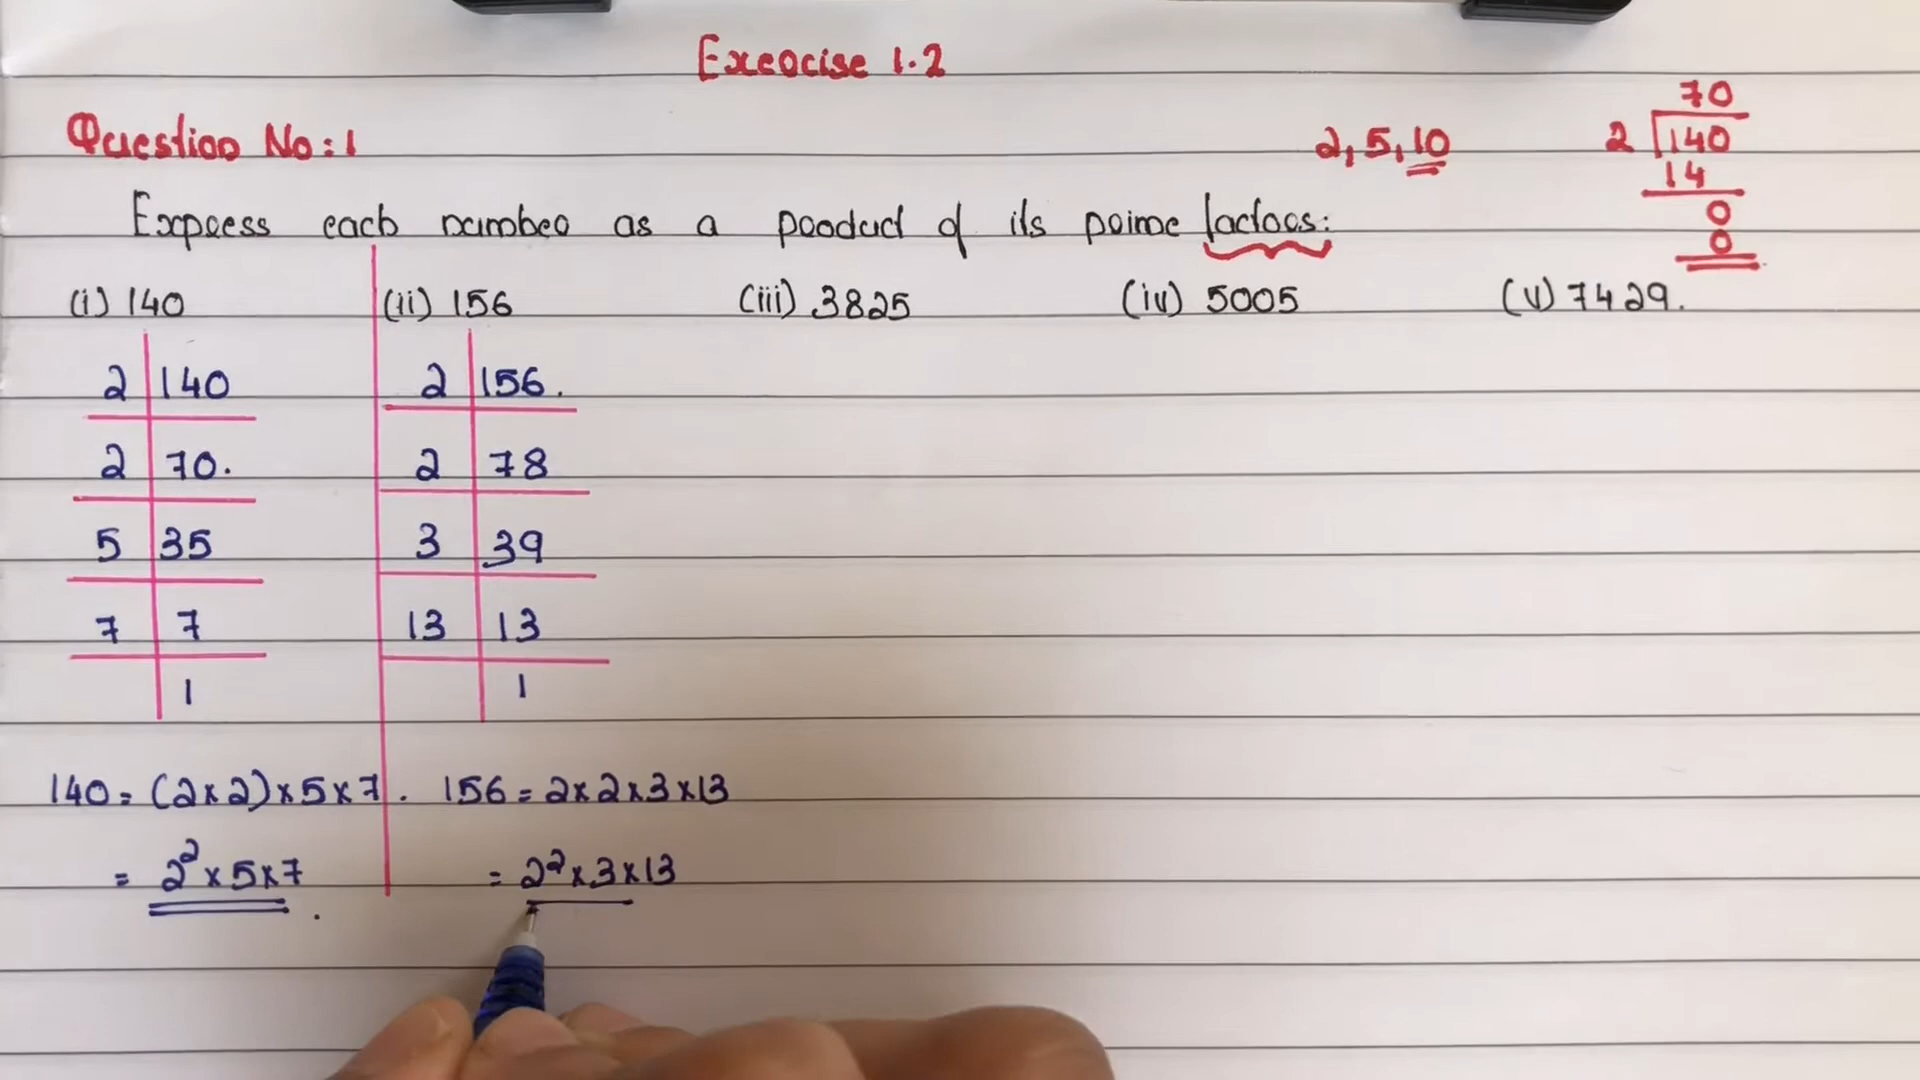 Exercise 1.2
Question No: 1
2, 5, 10
70
2 140
14
0
0
Express each number as a product of its prime factors:
(i) 140 (ii) 156 (iii) 3825 (iv) 5005 (v) 7429.
2 140 2 156.
2 70. 2 78
5 35 3 39
7 7 13 13
1 1
140 = (2×2)×5×7. 156 = 2×2×3×13
= 2²×5×7. = 2²×3×13